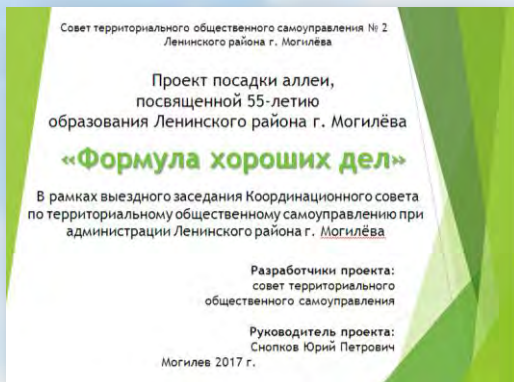 Совет территориального общественного самоуправления № 2
Ленинского района г. Могилёва
Проект посадки аллеи,
посвященной 55-летию
образования Ленинского района г. Могилёва
«Формула хороших дел»
В рамках выездного заседания Координационного совета
по территориальному общественному самоуправлению при
администрации Ленинского района г. Могилёва
Разработчики проекта:
совет территориального
общественного самоуправления
Руководитель проекта:
Снопков Юрий Петрович
Могилев 2017 г.